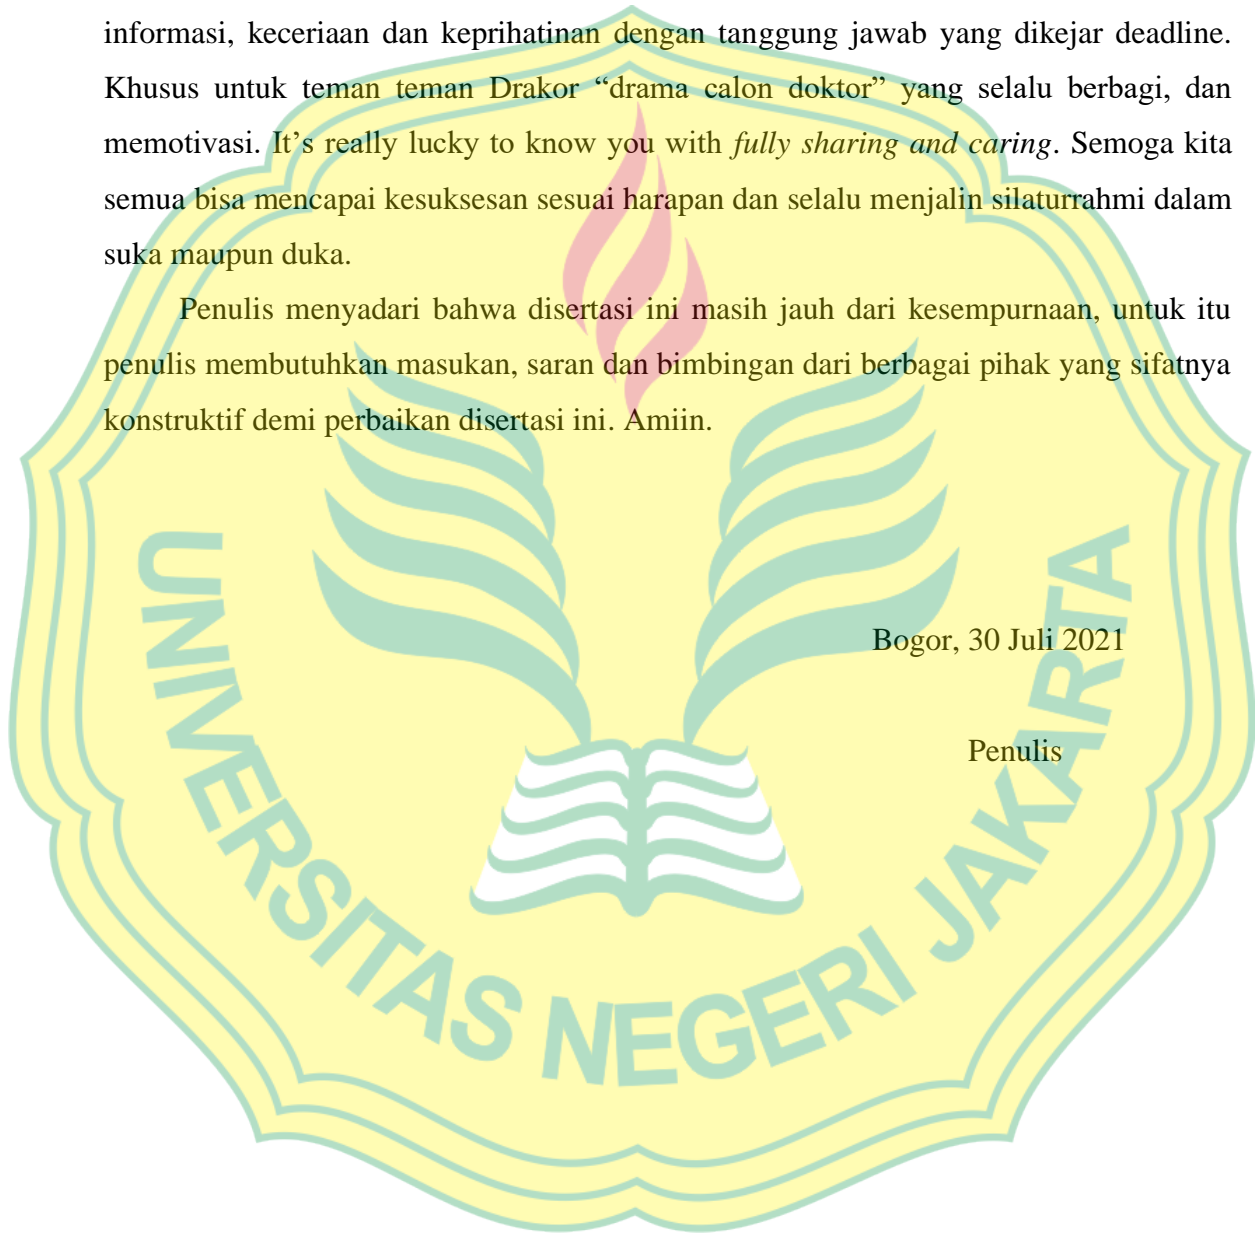 informasi, keceriaan dan keprihatinan dengan tanggung jawab yang dikejar deadline.
Khusus untuk teman teman Drakor “drama calon doktor” yang selalu berbagi, dan
memotivasi. It’s really lucky to know you with fully sharing and caring. Semoga kita
semua bisa mencapai kesuksesan sesuai harapan dan selalu menjalin silaturrahmi dalam
suka maupun duka.
Penulis menyadari bahwa disertasi ini masih jauh dari kesempurnaan, untuk itu
penulis membutuhkan masukan, saran dan bimbingan dari berbagai pihak yang sifatnya
konstruktif demi perbaikan disertasi ini. Amiin.
Bogor, 30 Juli 2021
Penulis
UNIVERSITAS NEGERI JAKARTA